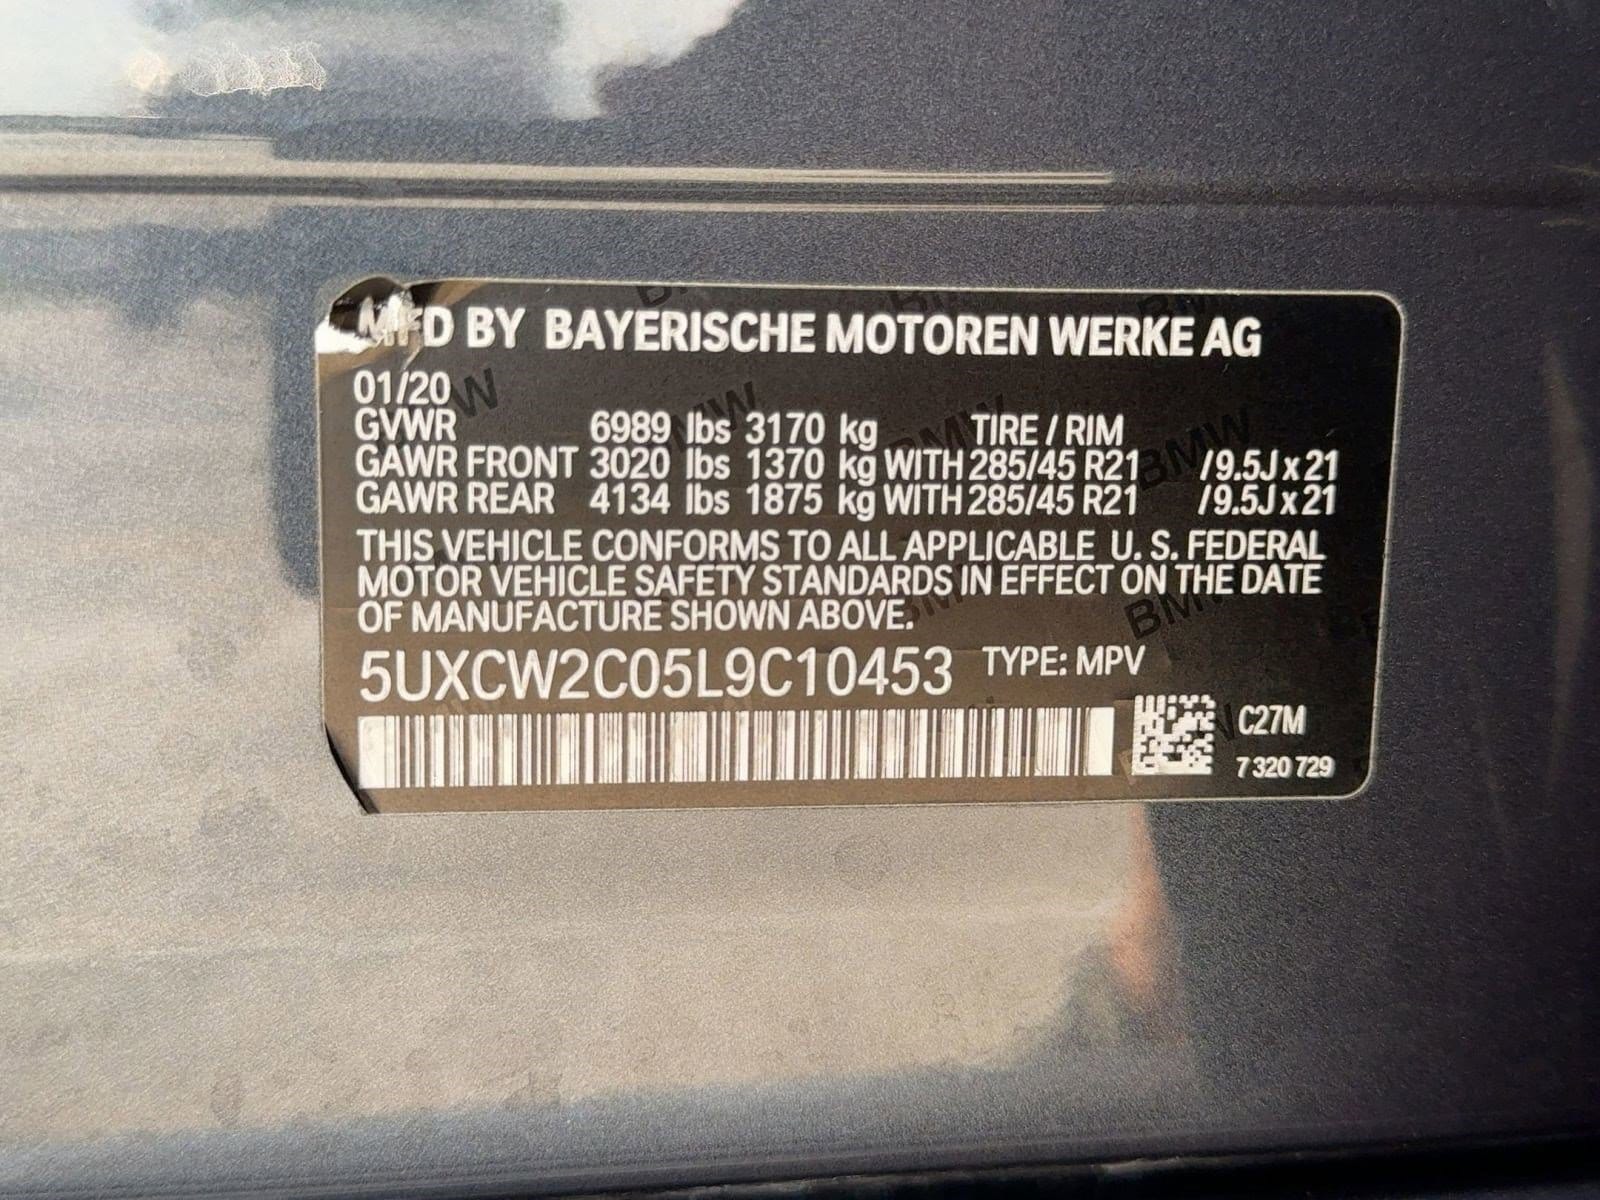 MFD BY BAYERISCHE MOTOREN WERKE AG
01/20
GVWR 6989 lbs 3170 kg TIRE / RIM
GAWR FRONT 3020 lbs 1370 kg WITH 285/45 R21 /9.5J x 21
GAWR REAR 4134 lbs 1875 kg WITH 285/45 R21 /9.5J x 21
THIS VEHICLE CONFORMS TO ALL APPLICABLE U. S. FEDERAL
MOTOR VEHICLE SAFETY STANDARDS IN EFFECT ON THE DATE
OF MANUFACTURE SHOWN ABOVE.
5UXCW2C05L9C10453 TYPE: MPV
C27M
7 320 729